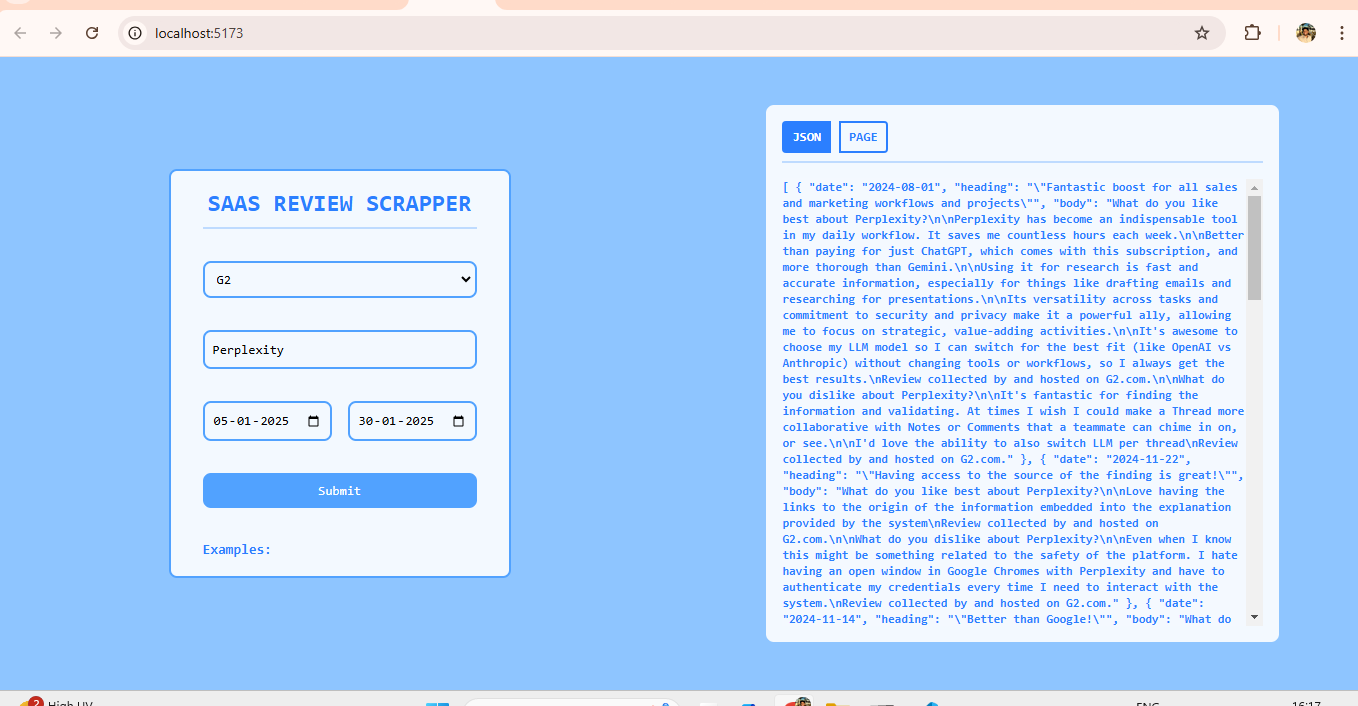 localhost:5173
SAAS REVIEW SCRAPPER
G2
Perplexity
05-01-2025 30-01-2025
Submit
Examples:
JSON PAGE
[ { "date": "2024-08-01", "heading": "\"Fantastic boost for all sales
and marketing workflows and projects\"", "body": "What do you like
best about Perplexity?\n\nPerplexity has become an indispensable tool
in my daily workflow. It saves me countless hours each week.\n\nBetter
than paying for just ChatGPT, which comes with this subscription, and
more thorough than Gemini.\n\nUsing it for research is fast and
accurate information, especially for things like drafting emails and
researching for presentations.\n\nIts versatility across tasks and
commitment to security and privacy make it a powerful ally, allowing
me to focus on strategic, value-adding activities.\n\nIt's awesome to
choose my LLM model so I can switch for the best fit (like OpenAI vs
Anthropic) without changing tools or workflows, so I always get the
best results.\nReview collected by and hosted on G2.com.\n\nWhat do
you dislike about Perplexity?\n\nIt's fantastic for finding the
information and validating. At times I wish I could make a Thread more
collaborative with Notes or Comments that a teammate can chime in on,
or see.\n\nI'd love the ability to also switch LLM per thread\nReview
collected by and hosted on G2.com." }, { "date": "2024-11-22",
"heading": "\"Having access to the source of the finding is great!\"",
"body": "What do you like best about Perplexity?\n\nLove having the
links to the origin of the information embedded into the explanation
provided by the system\nReview collected by and hosted on
G2.com.\n\nWhat do you dislike about Perplexity?\n\nEven when I know
this might be something related to the safety of the platform. I hate
having an open window in Google Chromes with Perplexity and have to
authenticate my credentials every time I need to interact with the
system.\nReview collected by and hosted on G2.com." }, { "date":
"2024-11-14", "heading": "\"Better than Google!\"", "body": "What do
2 High UV
ENG
16:17